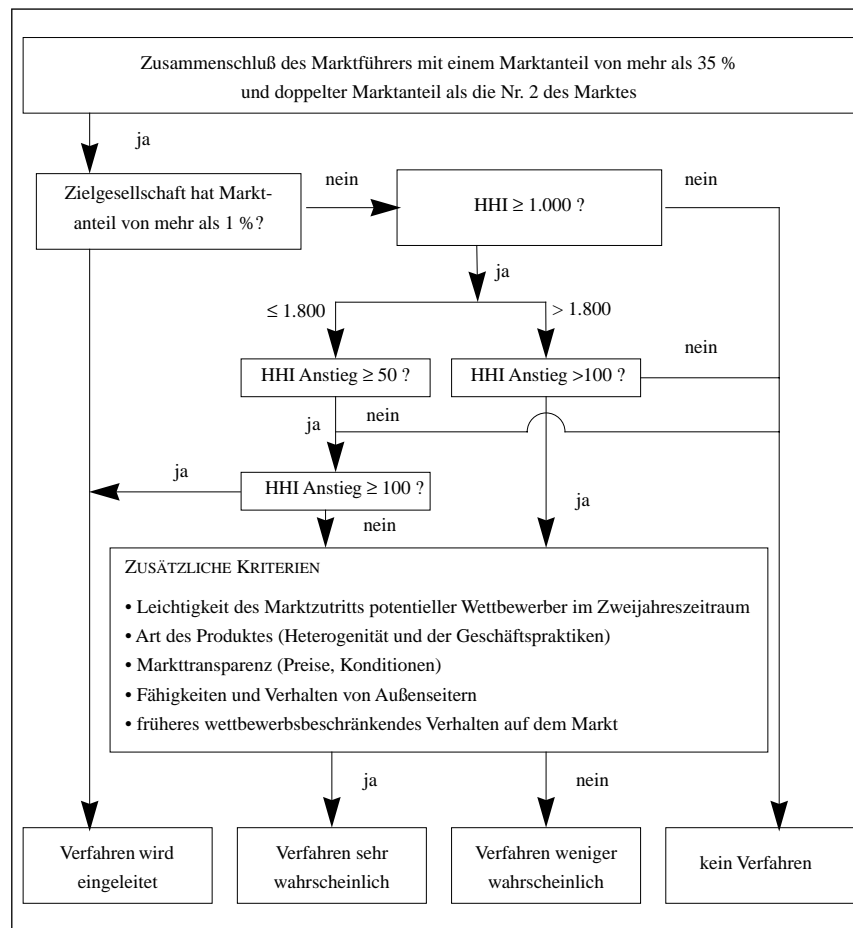 Zusammenschluß des Marktführers mit einem Marktanteil von mehr als 35 %
und doppelter Marktanteil als die Nr. 2 des Marktes
ja
Zielgesellschaft hat Markt-
anteil von mehr als 1 %?
nein
HHI ≥ 1.000 ?
nein
ja
≤ 1.800
> 1.800
HHI Anstieg ≥ 50 ?
HHI Anstieg >100 ?
nein
ja
nein
ja
HHI Anstieg ≥ 100 ?
ja
nein
ZUSÄTZLICHE KRITERIEN
• Leichtigkeit des Marktzutritts potentieller Wettbewerber im Zweijahreszeitraum
• Art des Produktes (Heterogenität und der Geschäftspraktiken)
• Markttransparenz (Preise, Konditionen)
• Fähigkeiten und Verhalten von Außenseitern
• früheres wettbewerbsbeschränkendes Verhalten auf dem Markt
ja
nein
Verfahren wird
eingeleitet
Verfahren sehr
wahrscheinlich
Verfahren weniger
wahrscheinlich
kein Verfahren